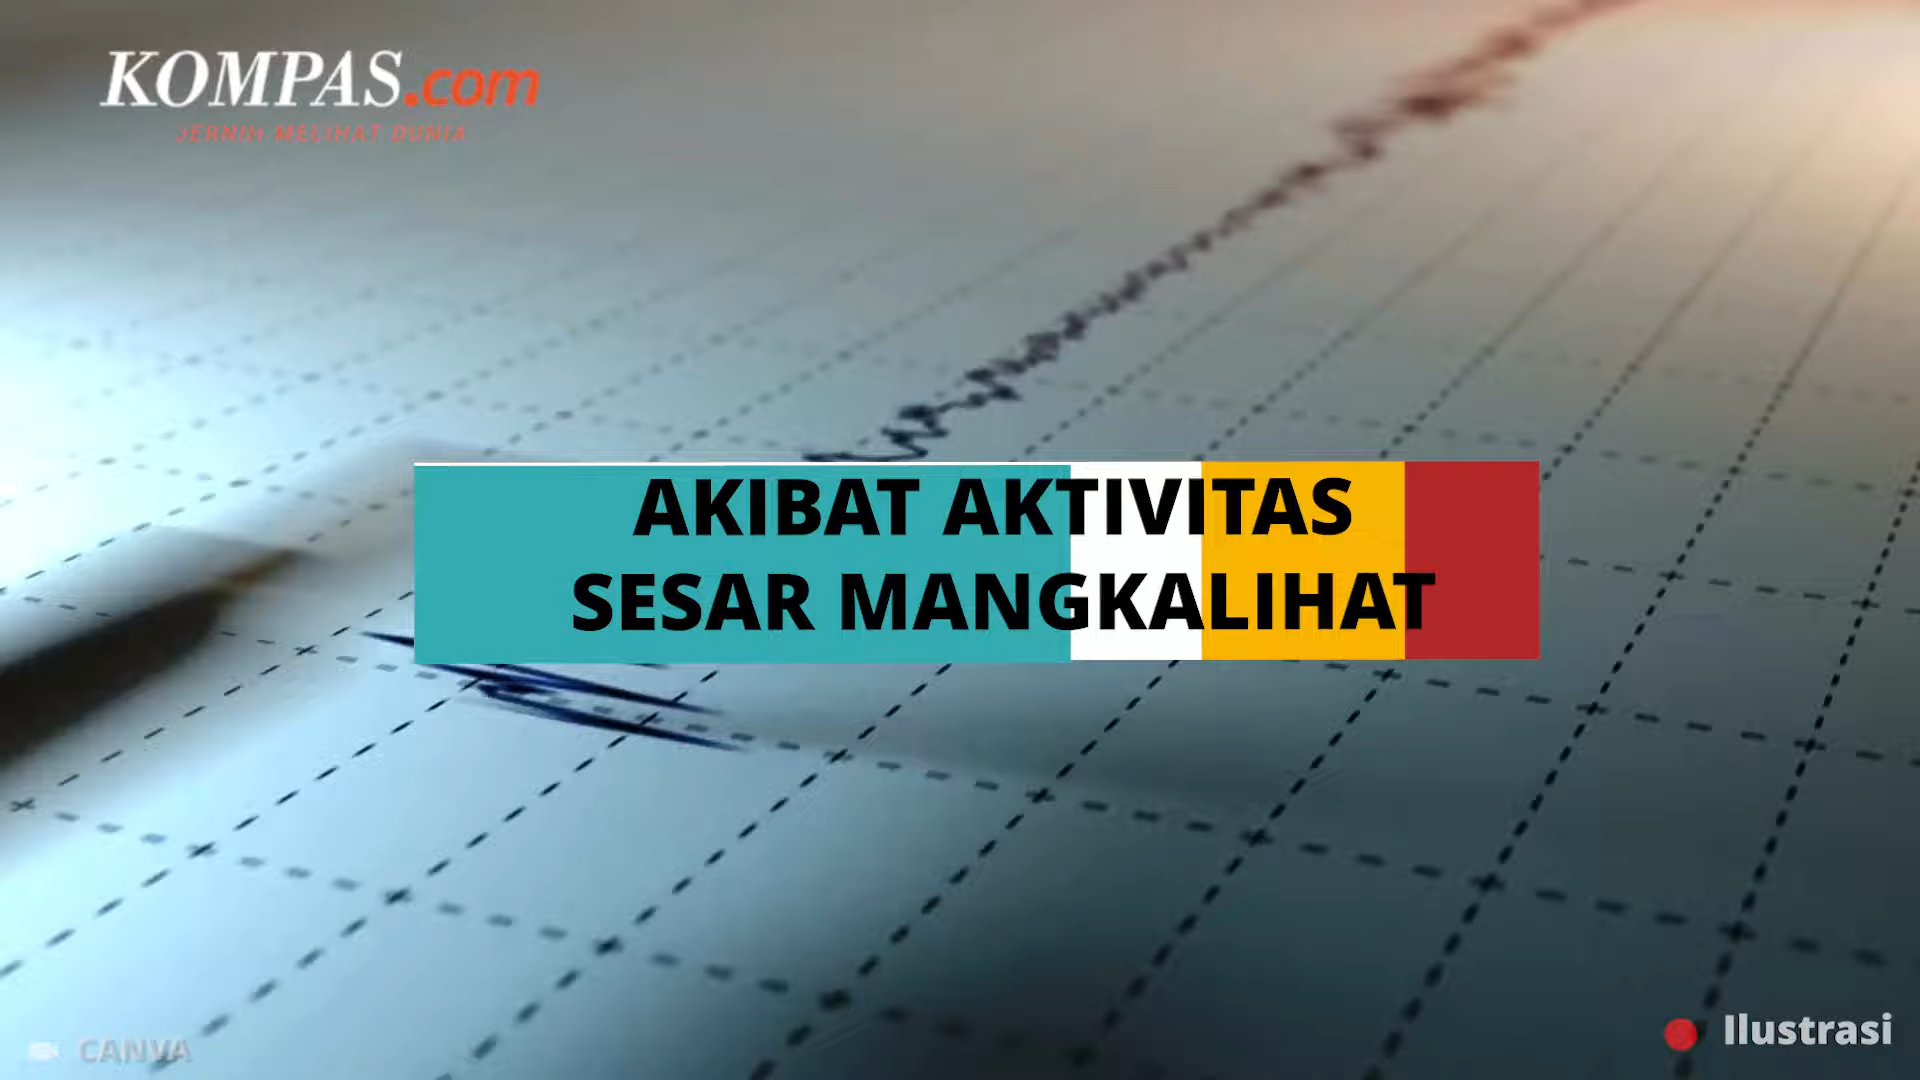 KOMPAS.com
JERNIH MELIHAT DUNIA
AKIBAT AKTIVITAS
SESAR MANGKALIHAT
CANVA
Ilustrasi